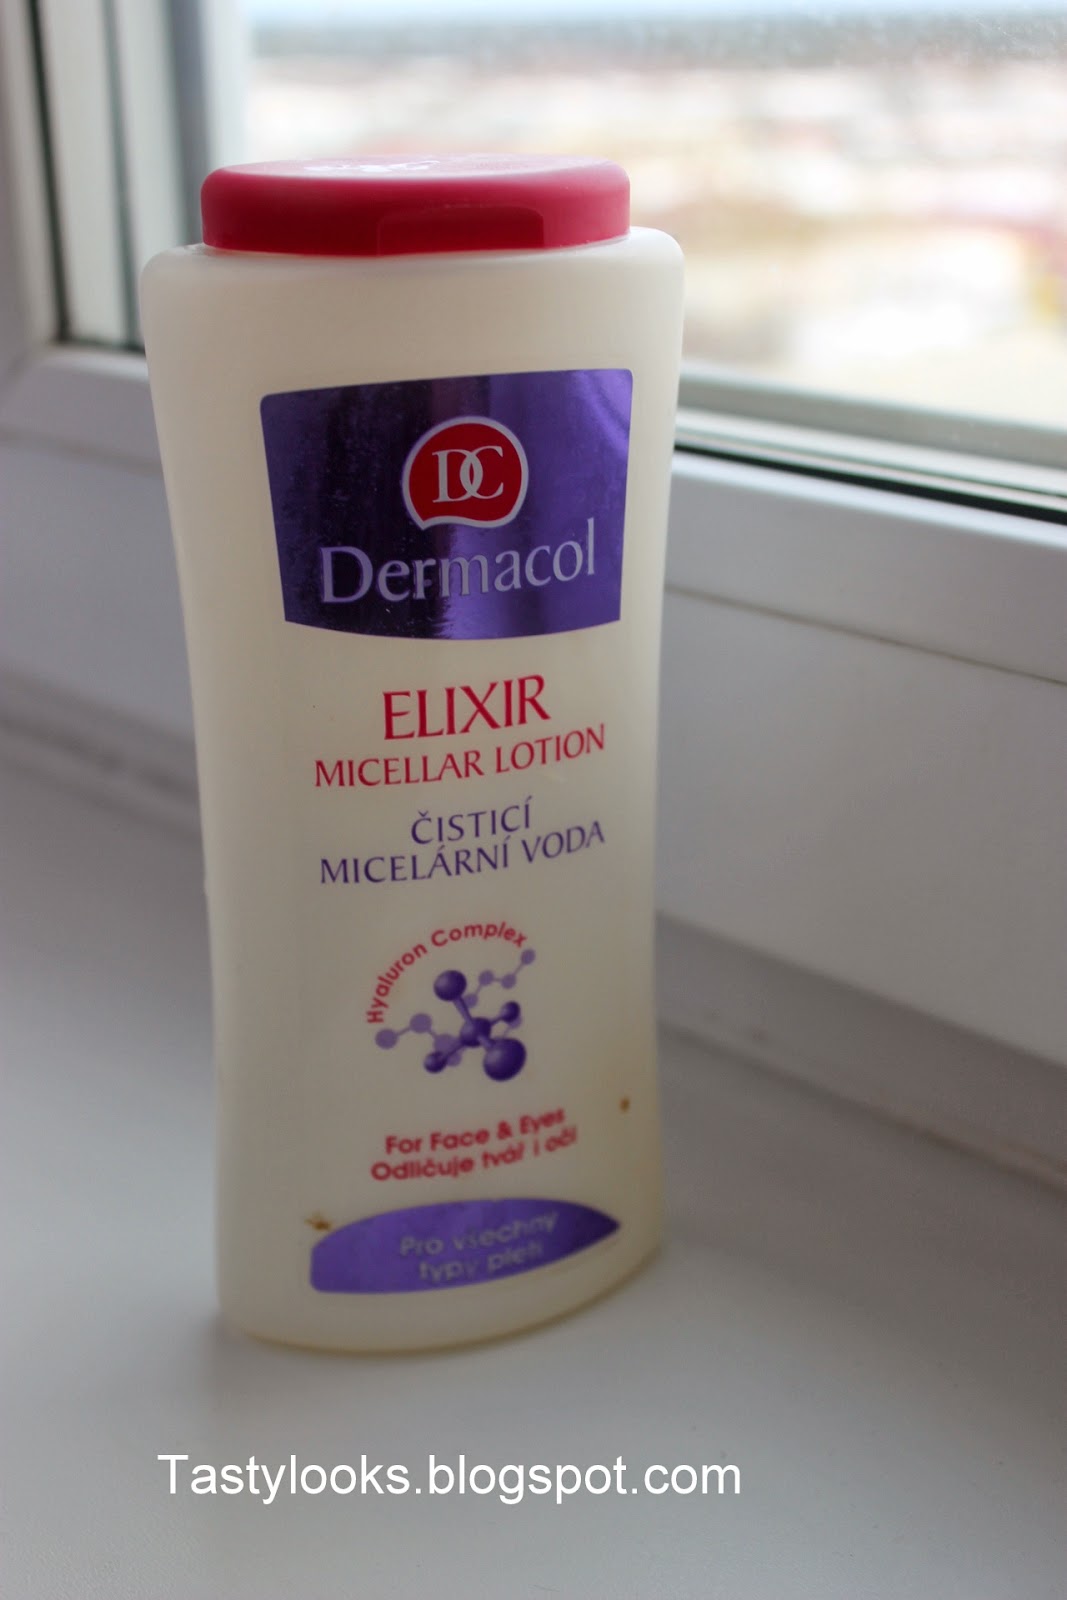 DC
Dermacol
ELIXIR
MICELLAR LOTION
ČISTICÍ
MICELÁRNÍ VODA
Hyaluron Complex
For Face & Eyes
Odličuje tvář i oči
Pro všechny
typy pleti
Tastylooks.blogspot.com